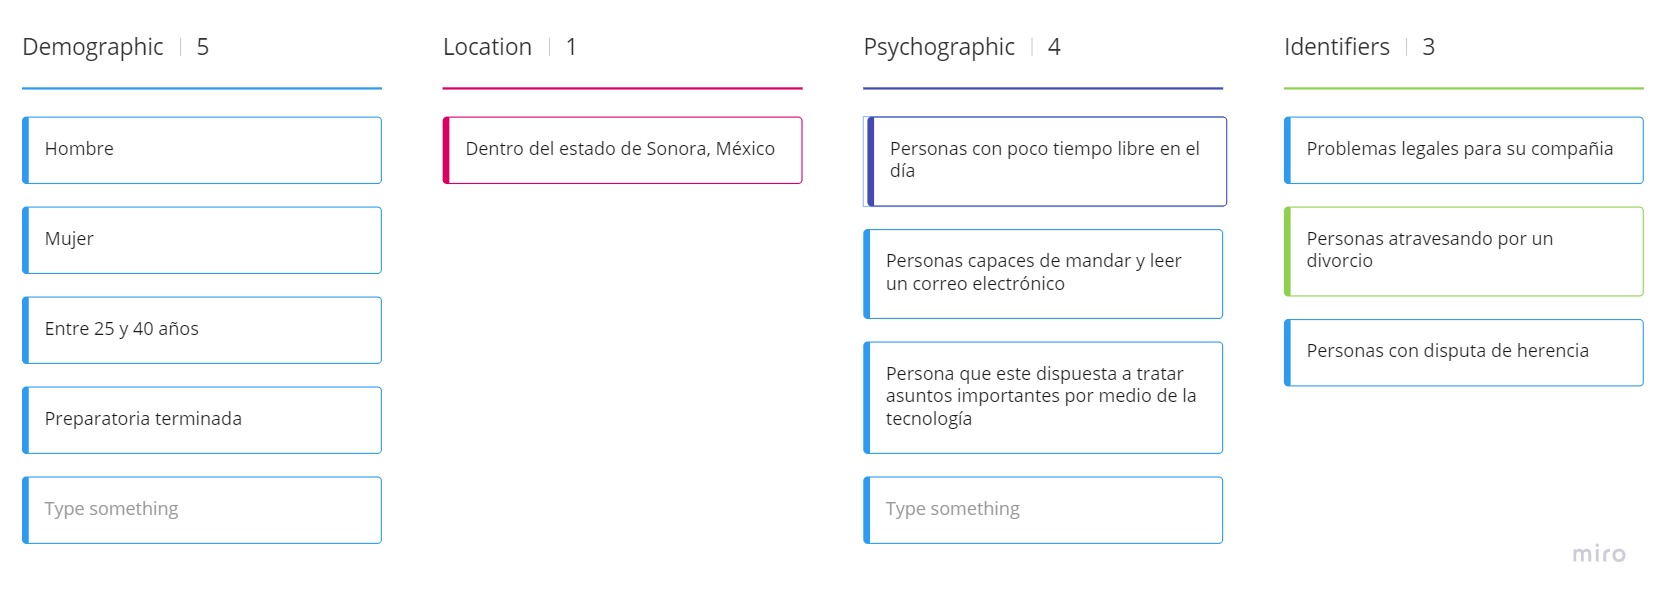 Demographic 5
Hombre
Mujer
Entre 25 y 40 años
Preparatoria terminada
Type something
Location 1
Dentro del estado de Sonora, México
Psychographic 4
Personas con poco tiempo libre en el
día
Personas capaces de mandar y leer
un correo electrónico
Persona que este dispuesta a tratar
asuntos importantes por medio de la
tecnología
Type something
Identifiers 3
Problemas legales para su compañia
Personas atravesando por un
divorcio
Personas con disputa de herencia
miro